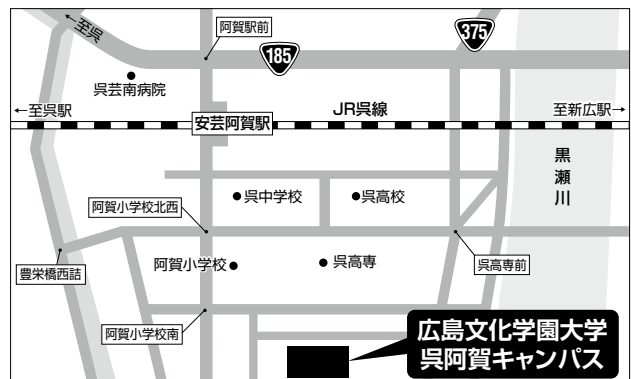 ←至呉
阿賀駅前
185
375
呉芸南病院
←至呉駅
安芸阿賀駅
JR呉線
至新広駅→
黒瀬川
呉中学校
呉高校
阿賀小学校北西
阿賀小学校
呉高専
呉高専前
豊栄橋西詰
阿賀小学校南
広島文化学園大学
呉阿賀キャンパス